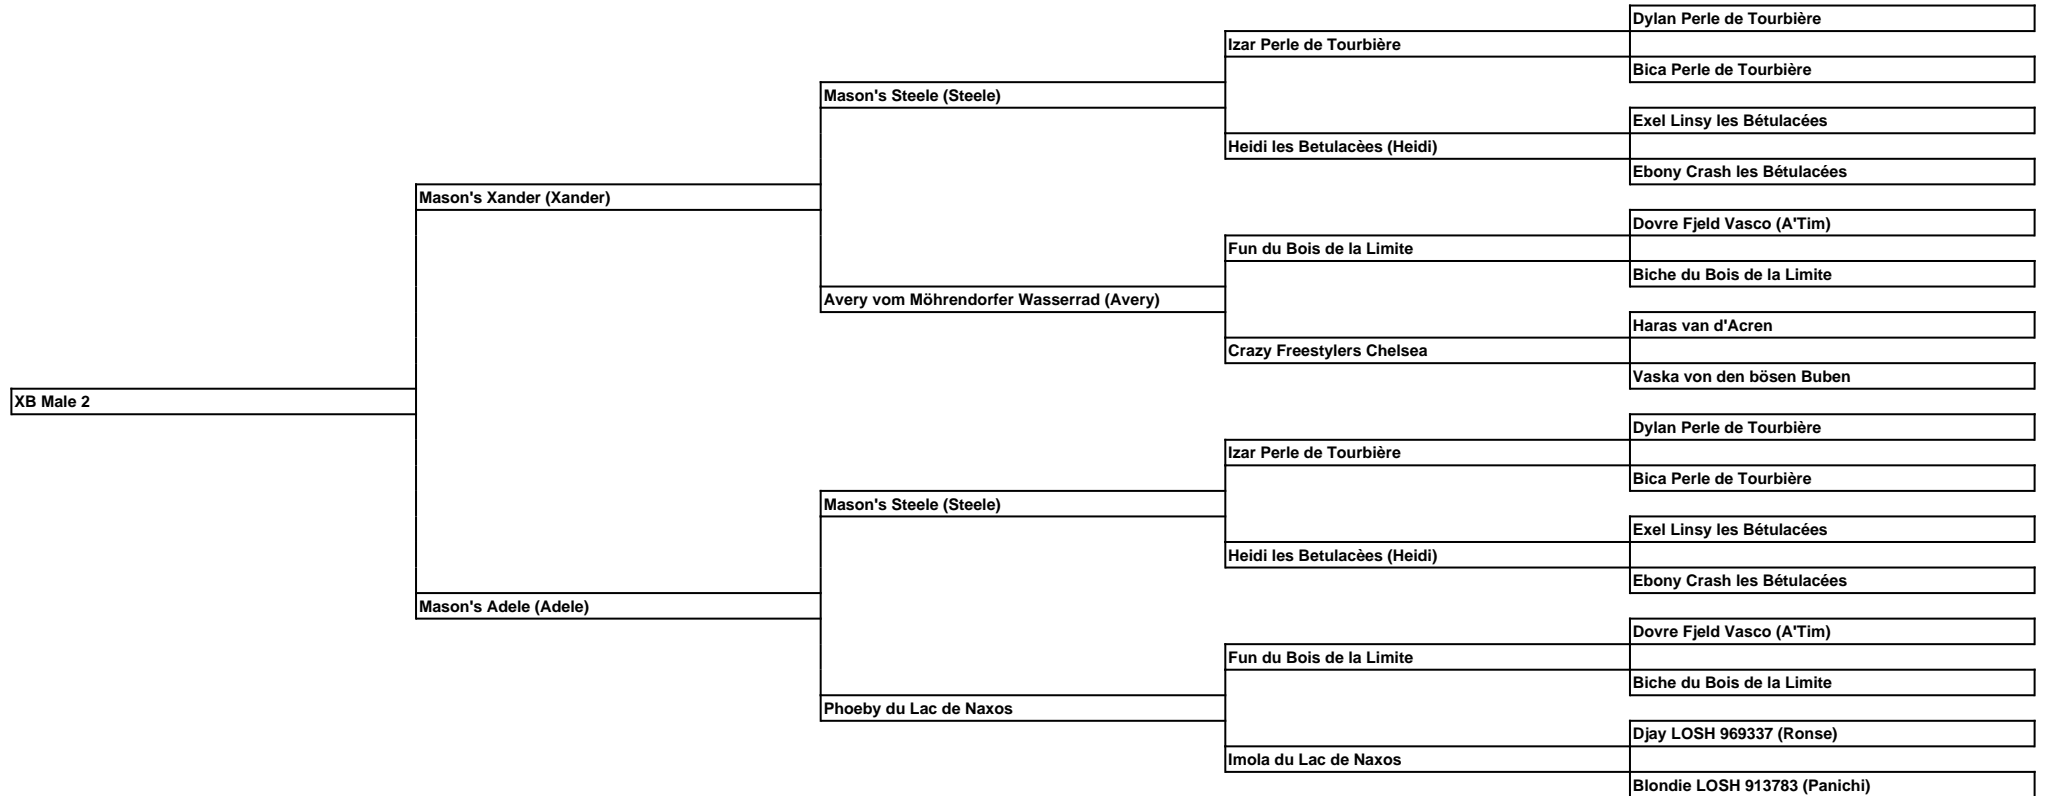 Dylan Perle de Tourbière
Izar Perle de Tourbière
Bica Perle de Tourbière
Mason's Steele (Steele)
Exel Linsy les Bétulacées
Heidi les Betulacèes (Heidi)
Ebony Crash les Bétulacées
Mason's Xander (Xander)
Dovre Fjeld Vasco (A'Tim)
Fun du Bois de la Limite
Biche du Bois de la Limite
Avery vom Möhrendorfer Wasserrad (Avery)
Haras van d'Acren
Crazy Freestylers Chelsea
Vaska von den bösen Buben
XB Male 2
Dylan Perle de Tourbière
Izar Perle de Tourbière
Bica Perle de Tourbière
Mason's Steele (Steele)
Exel Linsy les Bétulacées
Heidi les Betulacèes (Heidi)
Ebony Crash les Bétulacées
Mason's Adele (Adele)
Dovre Fjeld Vasco (A'Tim)
Fun du Bois de la Limite
Biche du Bois de la Limite
Phoeby du Lac de Naxos
Djay LOSH 969337 (Ronse)
Imola du Lac de Naxos
Blondie LOSH 913783 (Panichi)